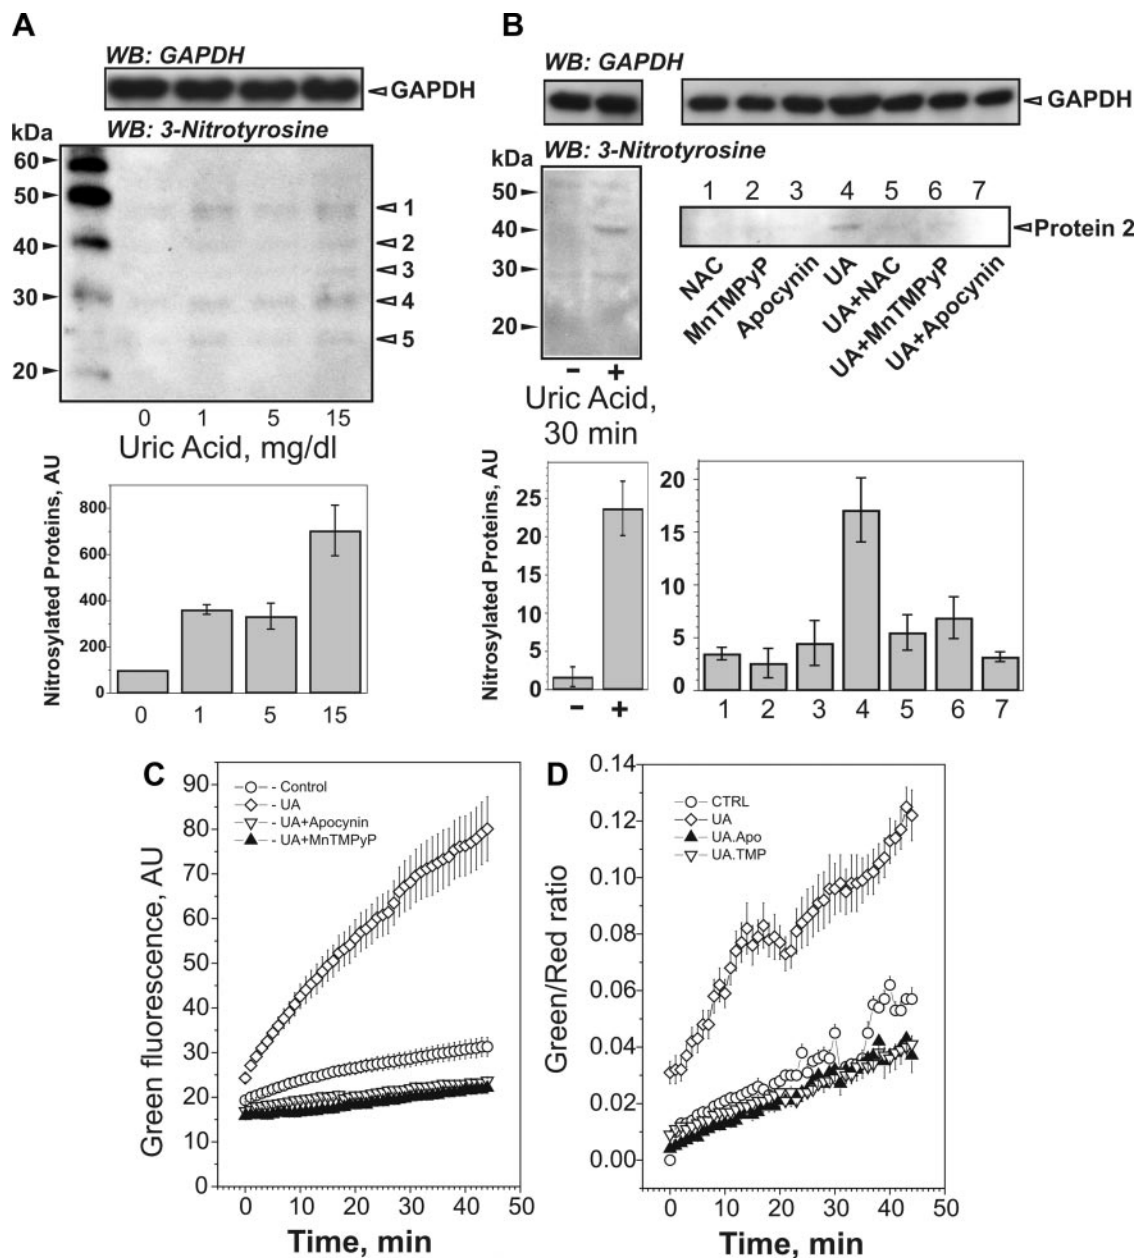 A
WB: GAPDH
GAPDH
kDa
WB: 3-Nitrotyrosine
60
50
40
30
20
1
2
3
4
5
0 1 5 15
Uric Acid, mg/dl
Nitrosylated Proteins, AU
800
600
400
200
0
0 1 5 15
B
WB: GAPDH
GAPDH
WB: 3-Nitrotyrosine
kDa
50
40
30
20
- +
Uric Acid,
30 min
1 2 3 4 5 6 7
Protein 2
NAC
MnTMPyP
Apocynin
UA
UA+NAC
UA+MnTMPyP
UA+Apocynin
Nitrosylated Proteins, AU
25
20
15
10
5
0
- +
20
15
10
5
0
1 2 3 4 5 6 7
C
Green fluorescence, AU
90
80
70
60
50
40
30
20
10
0
- Control
- UA
- UA+Apocynin
- UA+MnTMPyP
0 10 20 30 40 50
Time, min
D
Green/Red ratio
0.14
0.12
0.10
0.08
0.06
0.04
0.02
0.00
CTRL
UA
UA.Apo
UA.TMP
0 10 20 30 40 50
Time, min